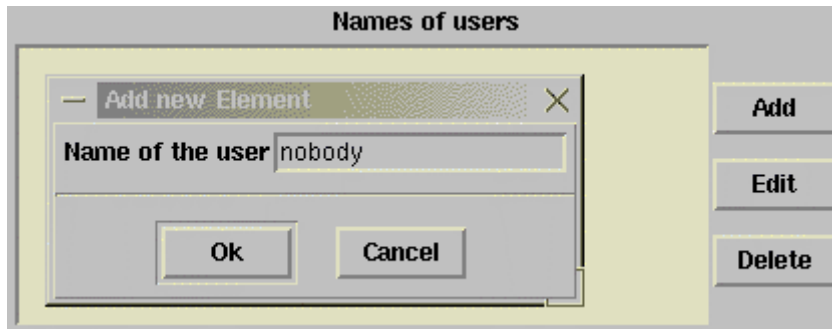 Names of users
Add new Element
Name of the user nobody
Ok Cancel
Add
Edit
Delete